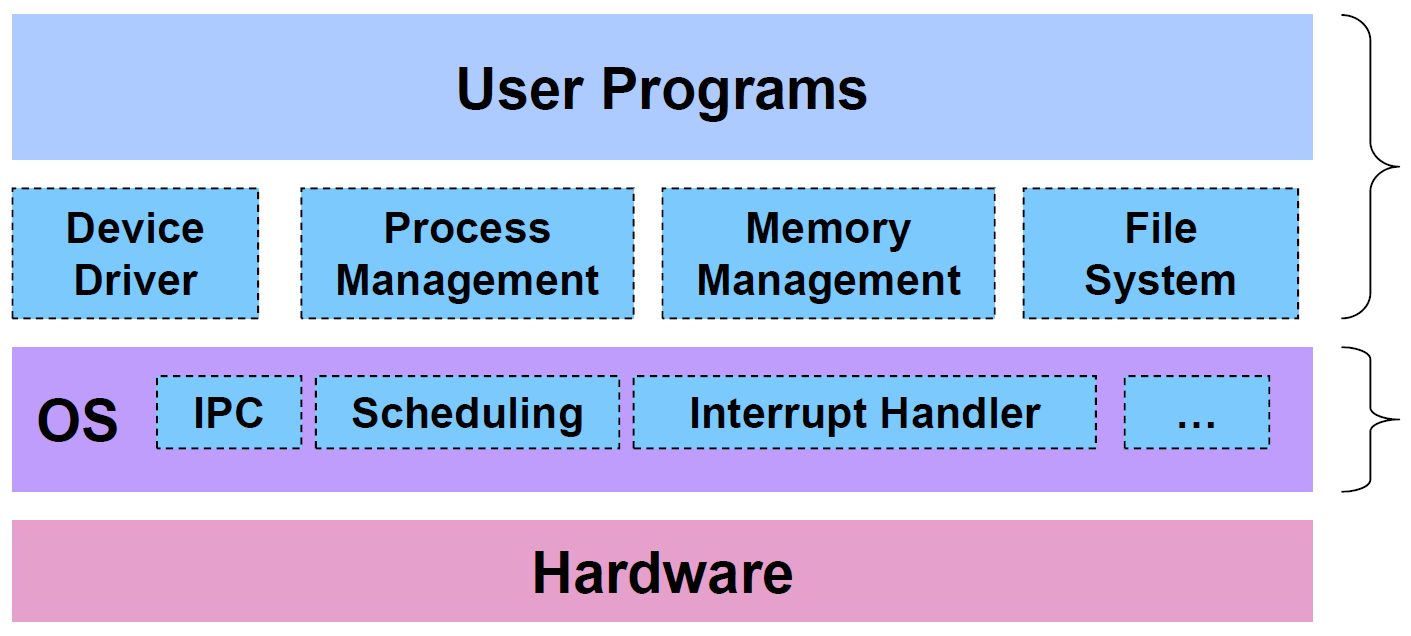 User Programs
Device
Driver
Process
Management
Memory
Management
File
System
OS
IPC
Scheduling
Interrupt Handler
...
Hardware